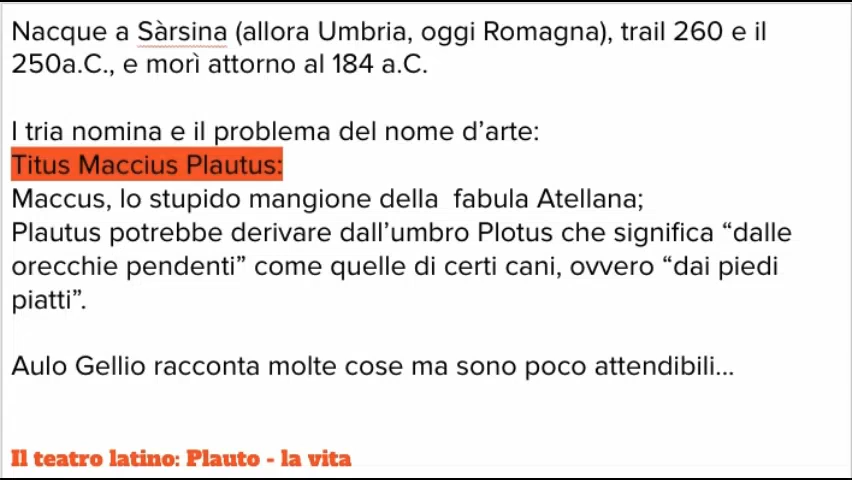 Nacque a Sàrsina (allora Umbria, oggi Romagna), trail 260 e il
250a.C., e morì attorno al 184 a.C.
I tria nomina e il problema del nome d’arte:
Titus Maccius Plautus:
Maccus, lo stupido mangione della fabula Atellana;
Plautus potrebbe derivare dall’umbro Plotus che significa “dalle
orecchie pendenti” come quelle di certi cani, ovvero “dai piedi
piatti”.
Aulo Gellio racconta molte cose ma sono poco attendibili...
Il teatro latino: Plauto - la vita